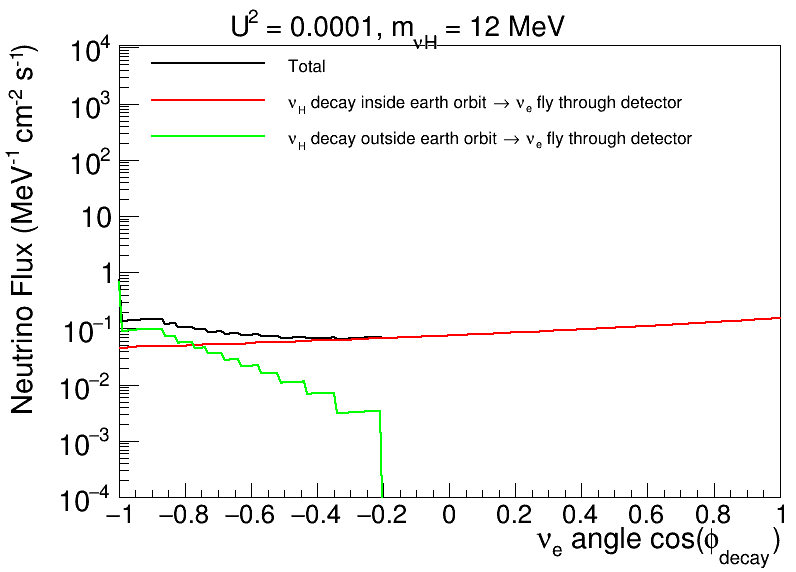 U² = 0.0001, m_νH = 12 MeV
Total
ν_H decay inside earth orbit → ν_e fly through detector
ν_H decay outside earth orbit → ν_e fly through detector
Neutrino Flux (MeV⁻¹ cm⁻² s⁻¹)
10⁴
10³
10²
10
1
10⁻¹
10⁻²
10⁻³
10⁻⁴
−1 −0.8 −0.6 −0.4 −0.2 0 0.2 0.4 0.6 0.8 1
ν_e angle cos(ϕ_decay)